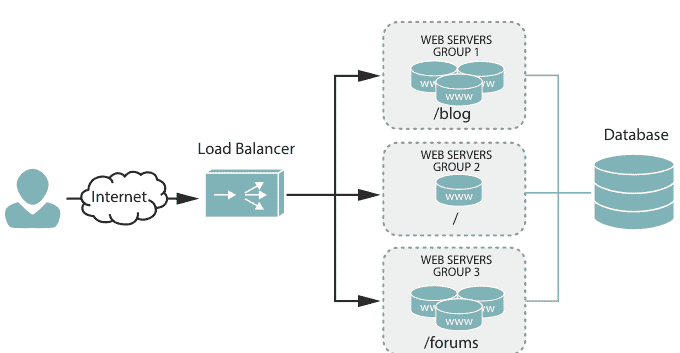 WEB SERVERS
GROUP 1
www
/blog
Load Balancer
Internet
WEB SERVERS
GROUP 2
www
/
Database
WEB SERVERS
GROUP 3
www
/forums